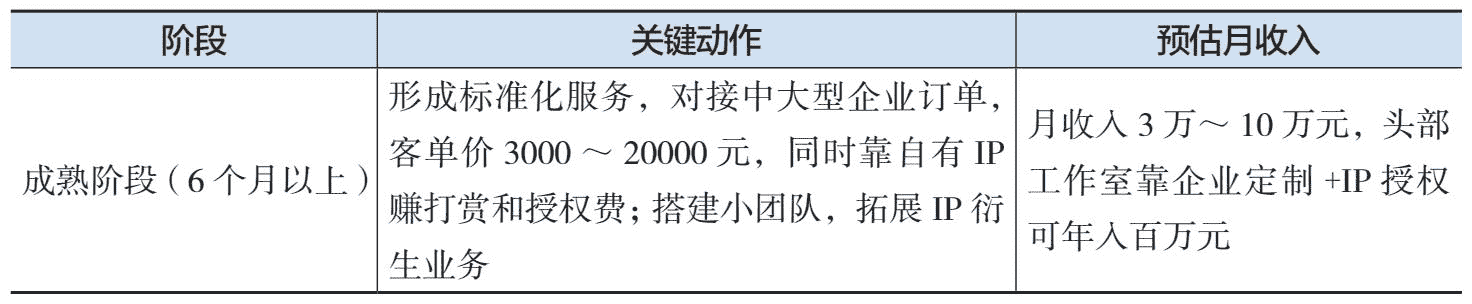 阶段 关键动作 预估月收入
成熟阶段（6个月以上）
形成标准化服务，对接中大型企业订单，
客单价 3000～20000 元，同时靠自有 IP
赚打赏和授权费；搭建小团队，拓展 IP 衍
生业务
月收入 3 万～10 万元，头部
工作室靠企业定制 +IP 授权
可年入百万元